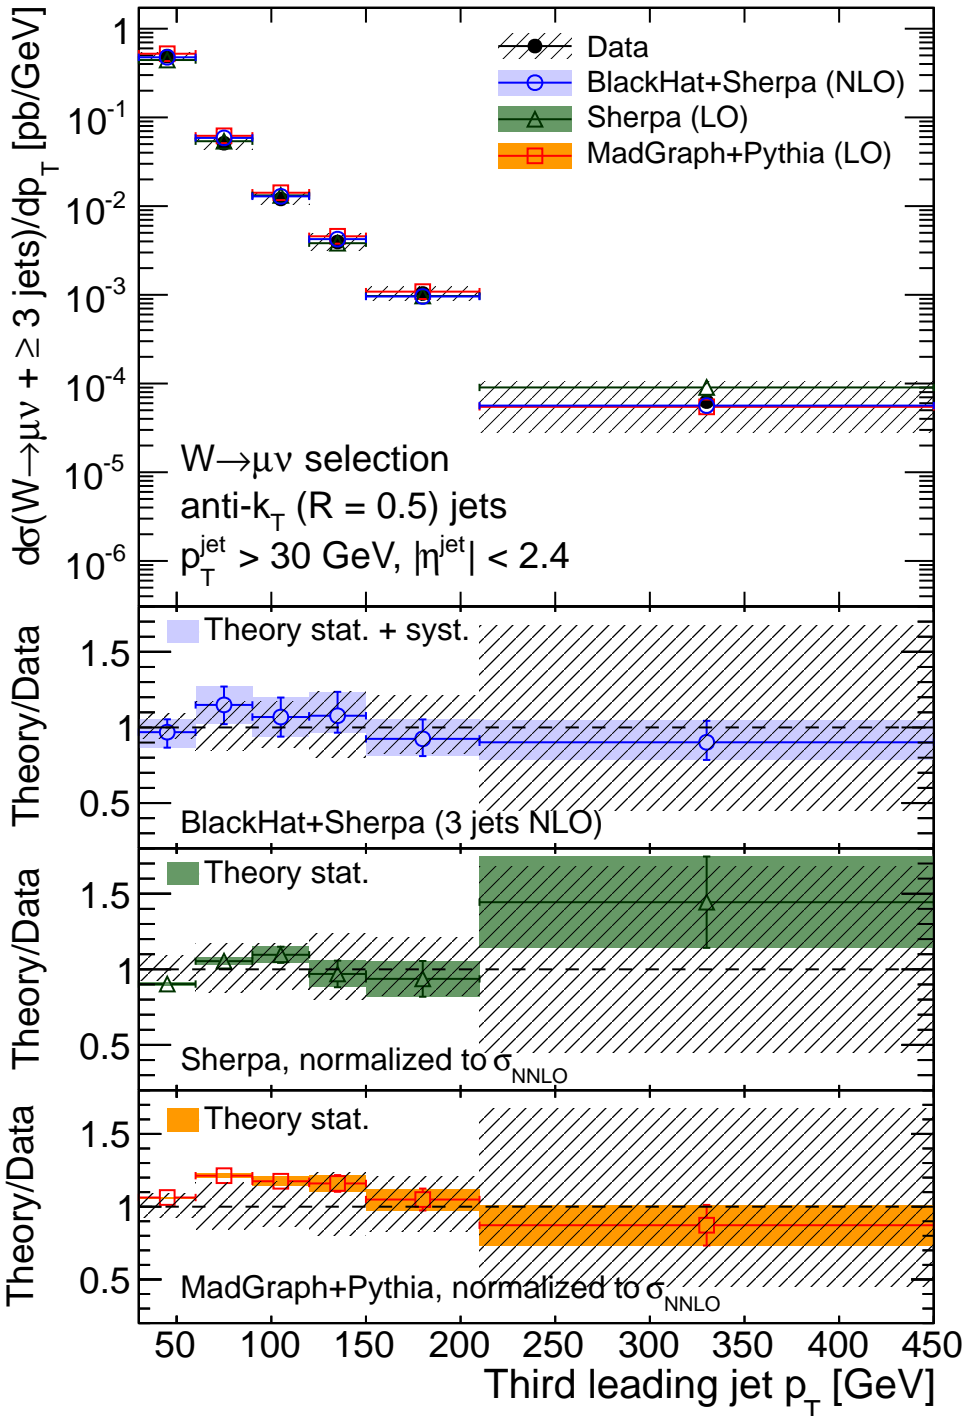 dσ(W→μν + ≥ 3 jets)/dp_T [pb/GeV]
1
10^-1
10^-2
10^-3
10^-4
10^-5
10^-6
Data
BlackHat+Sherpa (NLO)
Sherpa (LO)
MadGraph+Pythia (LO)
W→μν selection
anti-k_T (R = 0.5) jets
p_T^jet > 30 GeV, |η^jet| < 2.4
Theory/Data
1.5
1
0.5
Theory stat. + syst.
BlackHat+Sherpa (3 jets NLO)
Theory/Data
1.5
1
0.5
Theory stat.
Sherpa, normalized to σ_NNLO
Theory/Data
1.5
1
0.5
Theory stat.
MadGraph+Pythia, normalized to σ_NNLO
50 100 150 200 250 300 350 400 450
Third leading jet p_T [GeV]